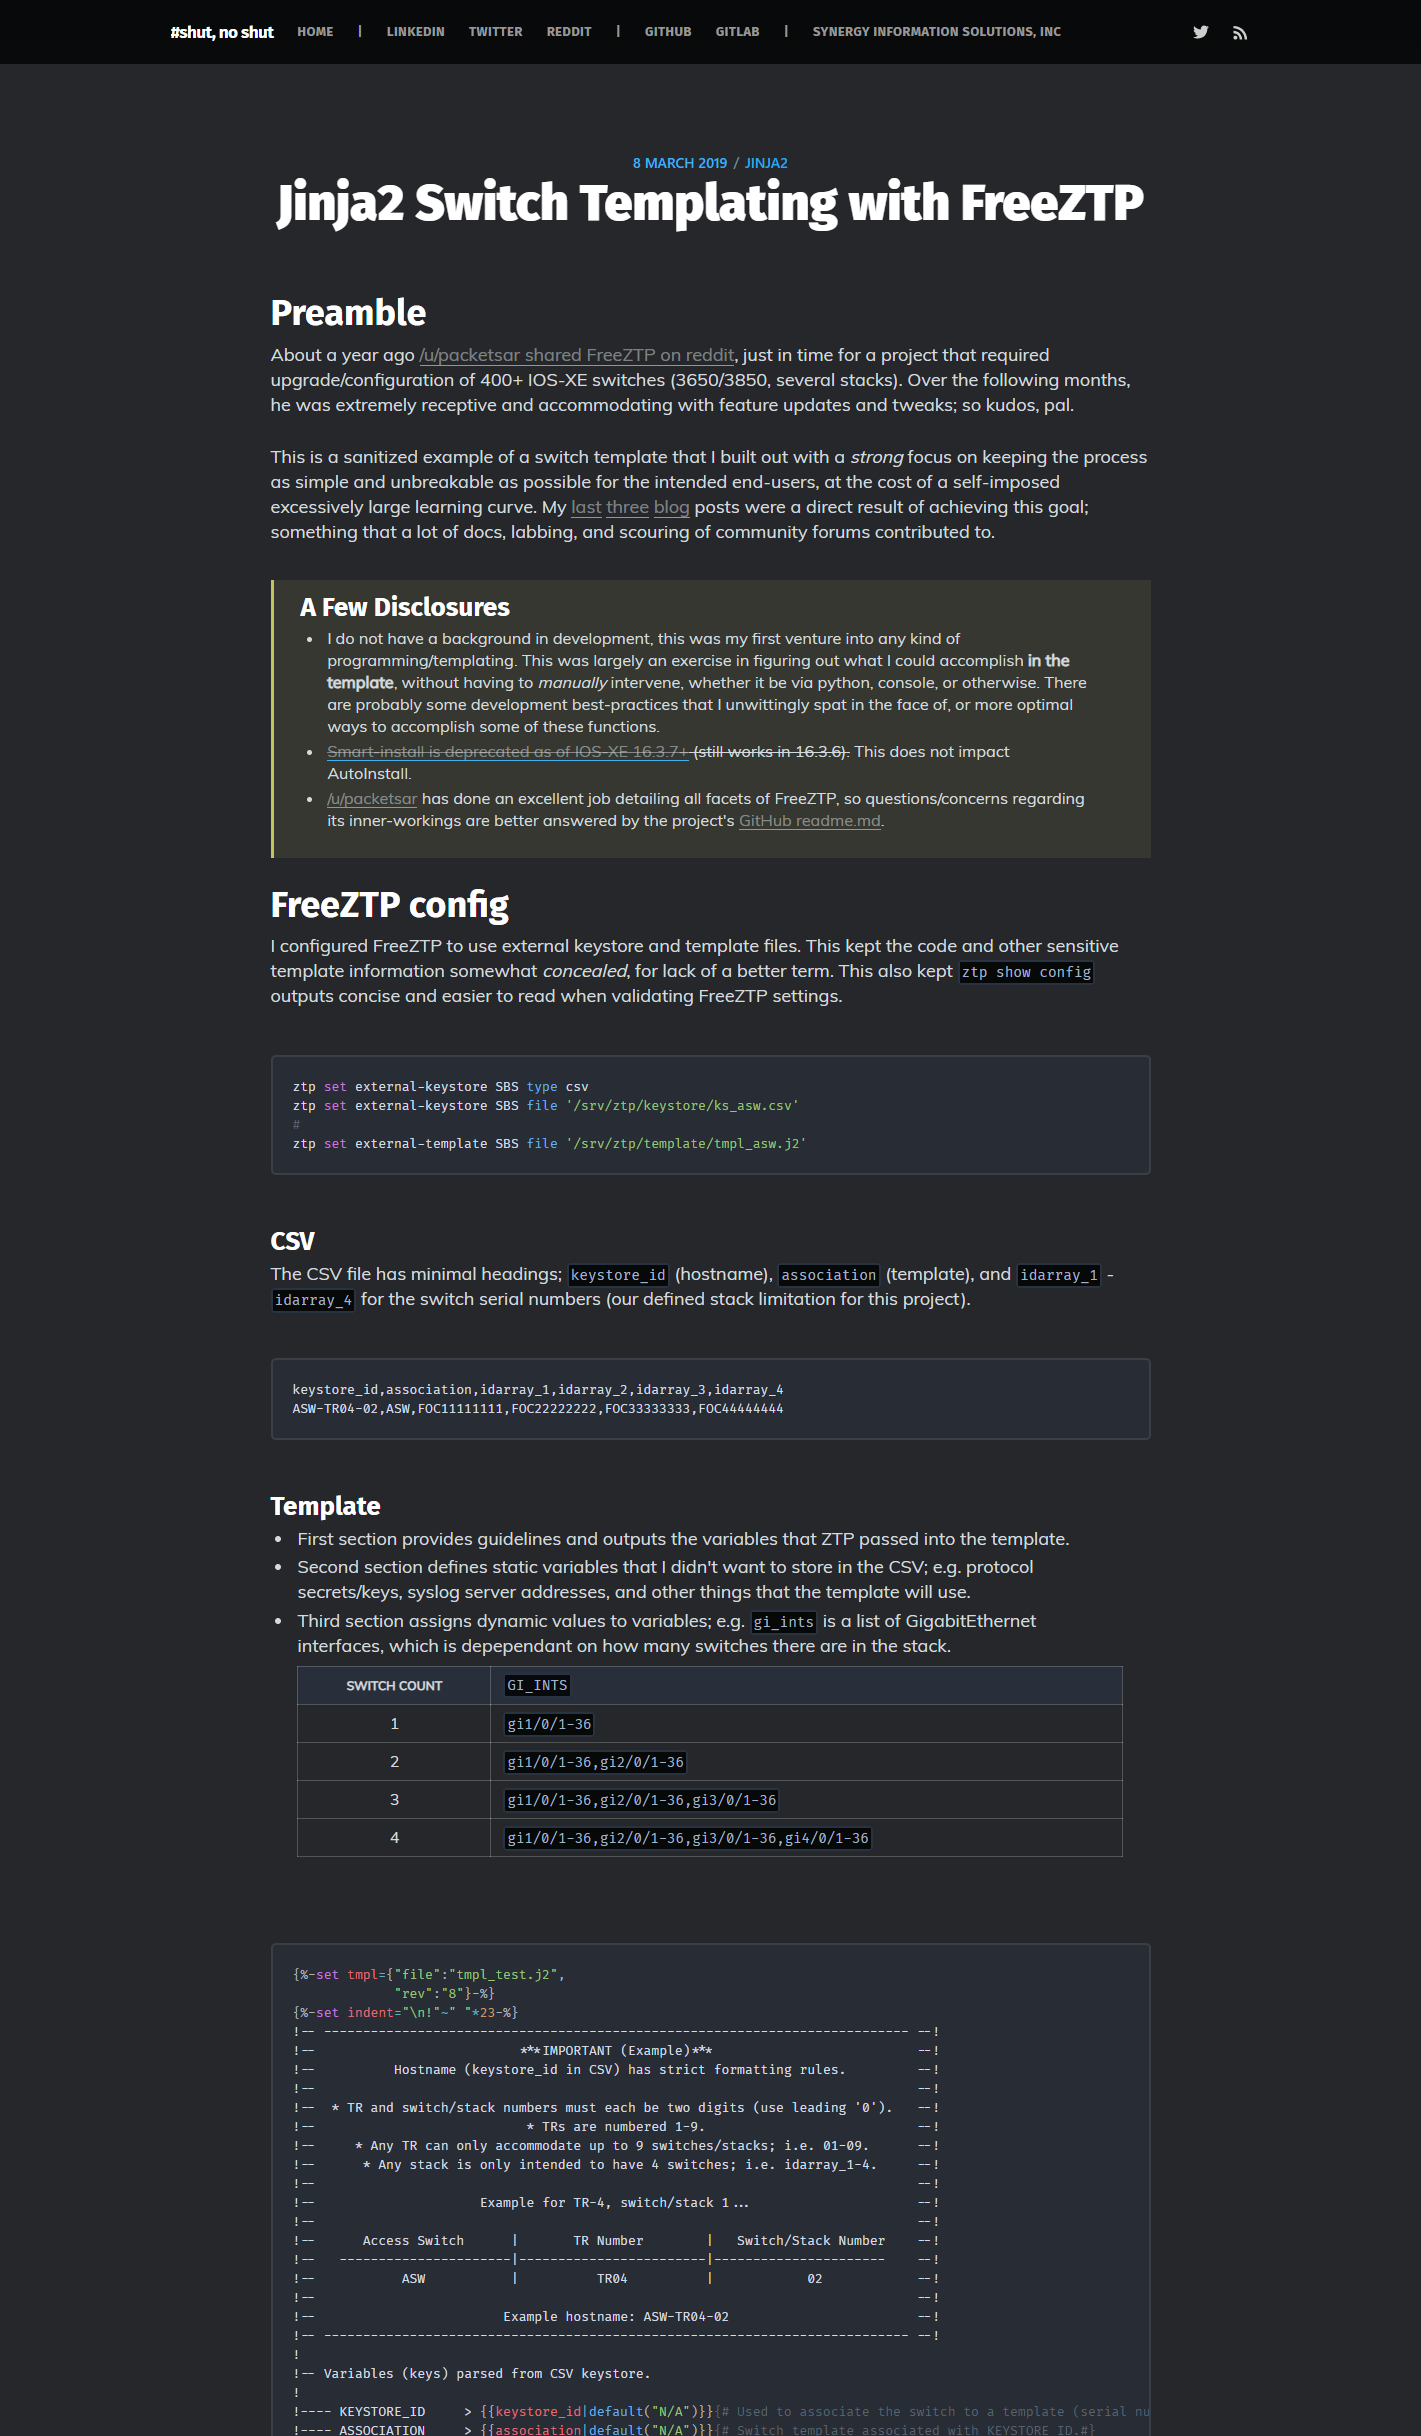 #shut, no shut HOME | LINKEDIN TWITTER REDDIT | GITHUB GITLAB | SYNERGY INFORMATION SOLUTIONS, INC
8 MARCH 2019 / JINJA2
Jinja2 Switch Templating with FreeZTP
Preamble
About a year ago /u/packetsar shared FreeZTP on reddit, just in time for a project that required
upgrade/configuration of 400+ IOS-XE switches (3650/3850, several stacks). Over the following months,
he was extremely receptive and accommodating with feature updates and tweaks; so kudos, pal.
This is a sanitized example of a switch template that I built out with a strong focus on keeping the process
as simple and unbreakable as possible for the intended end-users, at the cost of a self-imposed
excessively large learning curve. My last three blog posts were a direct result of achieving this goal;
something that a lot of docs, labbing, and scouring of community forums contributed to.
A Few Disclosures
• I do not have a background in development, this was my first venture into any kind of
programming/templating. This was largely an exercise in figuring out what I could accomplish in the
template, without having to manually intervene, whether it be via python, console, or otherwise. There
are probably some development best-practices that I unwittingly spat in the face of, or more optimal
ways to accomplish some of these functions.
• Smart-install is deprecated as of IOS-XE 16.3.7+ (still works in 16.3.6). This does not impact
AutoInstall.
• /u/packetsar has done an excellent job detailing all facets of FreeZTP, so questions/concerns regarding
its inner-workings are better answered by the project's GitHub readme.md.
FreeZTP config
I configured FreeZTP to use external keystore and template files. This kept the code and other sensitive
template information somewhat concealed, for lack of a better term. This also kept ztp show config
outputs concise and easier to read when validating FreeZTP settings.
ztp set external-keystore SBS type csv
ztp set external-keystore SBS file '/srv/ztp/keystore/ks_asw.csv'
#
ztp set external-template SBS file '/srv/ztp/template/tmpl_asw.j2'
CSV
The CSV file has minimal headings; keystore_id (hostname), association (template), and idarray_1 -
idarray_4 for the switch serial numbers (our defined stack limitation for this project).
keystore_id,association,idarray_1,idarray_2,idarray_3,idarray_4
ASW-TR04-02,ASW,FOC11111111,FOC22222222,FOC33333333,FOC44444444
Template
• First section provides guidelines and outputs the variables that ZTP passed into the template.
• Second section defines static variables that I didn't want to store in the CSV; e.g. protocol
secrets/keys, syslog server addresses, and other things that the template will use.
• Third section assigns dynamic values to variables; e.g. gi_ints is a list of GigabitEthernet
interfaces, which is depependant on how many switches there are in the stack.
SWITCH COUNT GI_INTS
1 gi1/0/1-36
2 gi1/0/1-36,gi2/0/1-36
3 gi1/0/1-36,gi2/0/1-36,gi3/0/1-36
4 gi1/0/1-36,gi2/0/1-36,gi3/0/1-36,gi4/0/1-36
{%-set tmpl={"file":"tmpl_test.j2",
"rev":"8"}-%}
{%-set indent="\n!"~" "*23-%}
!-- --------------------------------------------------------------------------- --!
!-- ***IMPORTANT (Example)*** --!
!-- Hostname (keystore_id in CSV) has strict formatting rules. --!
!-- --!
!-- * TR and switch/stack numbers must each be two digits (use leading '0'). --!
!-- * TRs are numbered 1-9. --!
!-- * Any TR can only accommodate up to 9 switches/stacks; i.e. 01-09. --!
!-- * Any stack is only intended to have 4 switches; i.e. idarray_1-4. --!
!-- --!
!-- Example for TR-4, switch/stack 1... --!
!-- --!
!-- Access Switch | TR Number | Switch/Stack Number --!
!-- ----------------------|------------------------|---------------------- --!
!-- ASW | TR04 | 02 --!
!-- --!
!-- Example hostname: ASW-TR04-02 --!
!-- --------------------------------------------------------------------------- --!
!
!-- Variables (keys) parsed from CSV keystore.
!
!---- KEYSTORE_ID > {{keystore_id|default("N/A")}}{# Used to associate the switch to a template (serial nu
!---- ASSOCIATION > {{association|default("N/A")}}{# Switch template associated with KEYSTORE_ID.#}